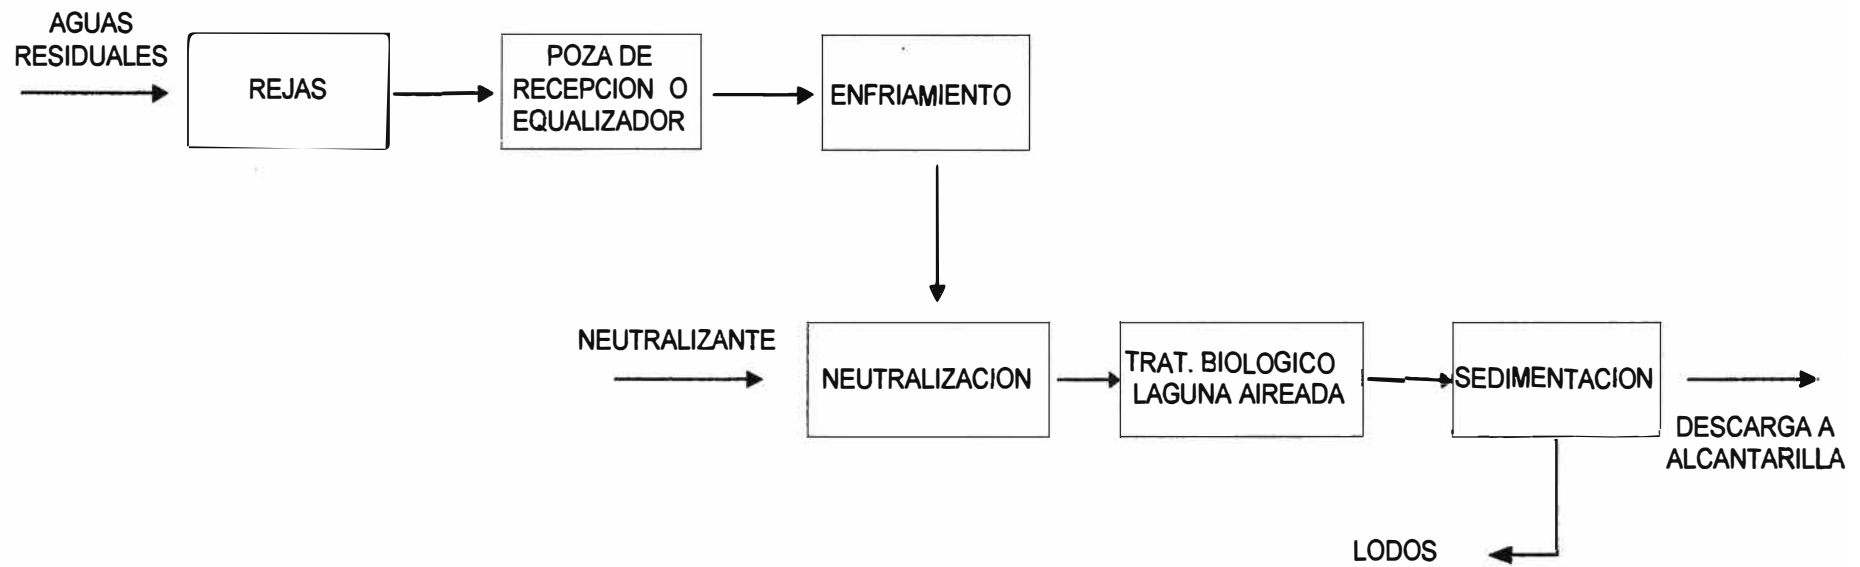 AGUAS
RESIDUALES
REJAS
POZA DE
RECEPCION O
EQUALIZADOR
ENFRIAMIENTO
NEUTRALIZANTE
NEUTRALIZACION
TRAT. BIOLOGICO
LAGUNA AIREADA
SEDIMENTACION
DESCARGA A
ALCANTARILLA
LODOS